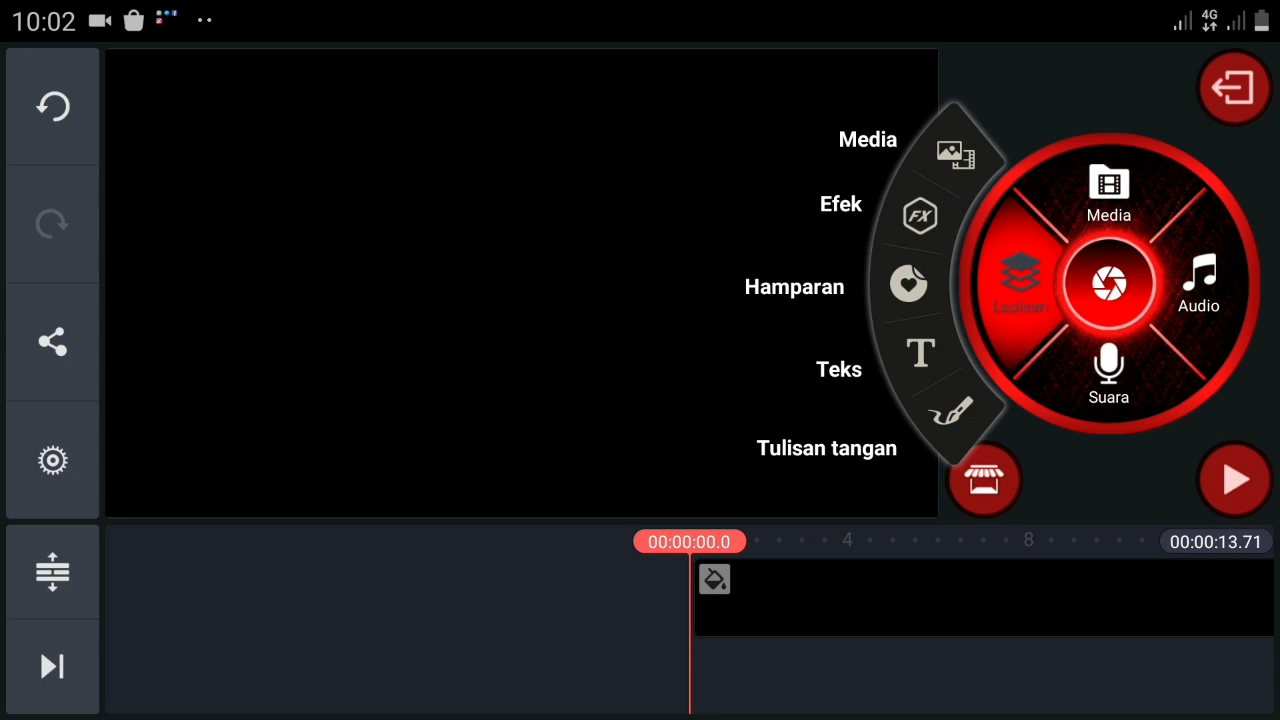 10:02
4G
Media
Efek
Hamparan
Teks
Tulisan tangan
Media
Lapisan
Audio
Suara
FX
T
00:00:00.0
4
8
00:00:13.71